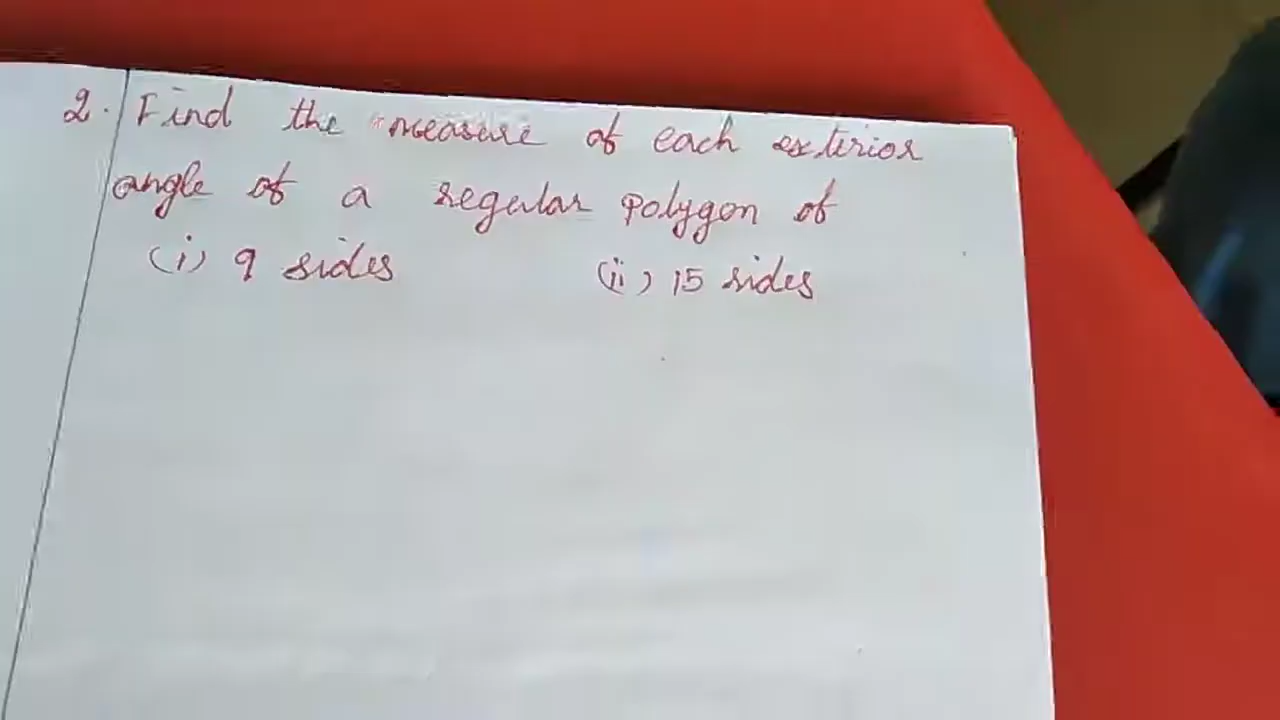 2. Find the measure of each exterior
angle of a regular polygon of
(i) 9 sides (ii) 15 sides